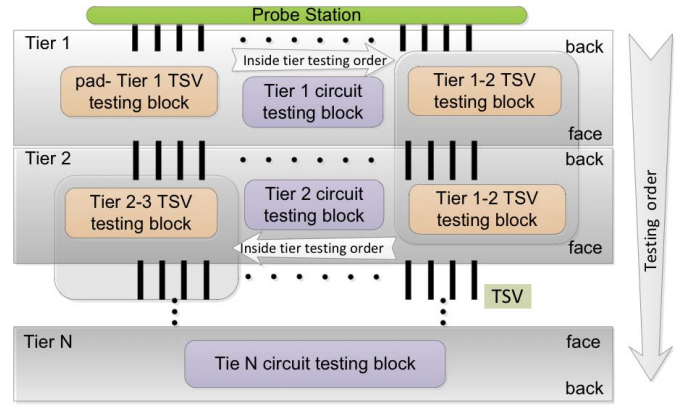 Probe Station
Tier 1
back
Inside tier testing order
pad- Tier 1 TSV
testing block
Tier 1 circuit
testing block
Tier 1-2 TSV
testing block
face
Tier 2
back
Tier 2-3 TSV
testing block
Tier 2 circuit
testing block
Tier 1-2 TSV
testing block
Inside tier testing order
face
TSV
Testing order
Tier N
face
Tie N circuit testing block
back